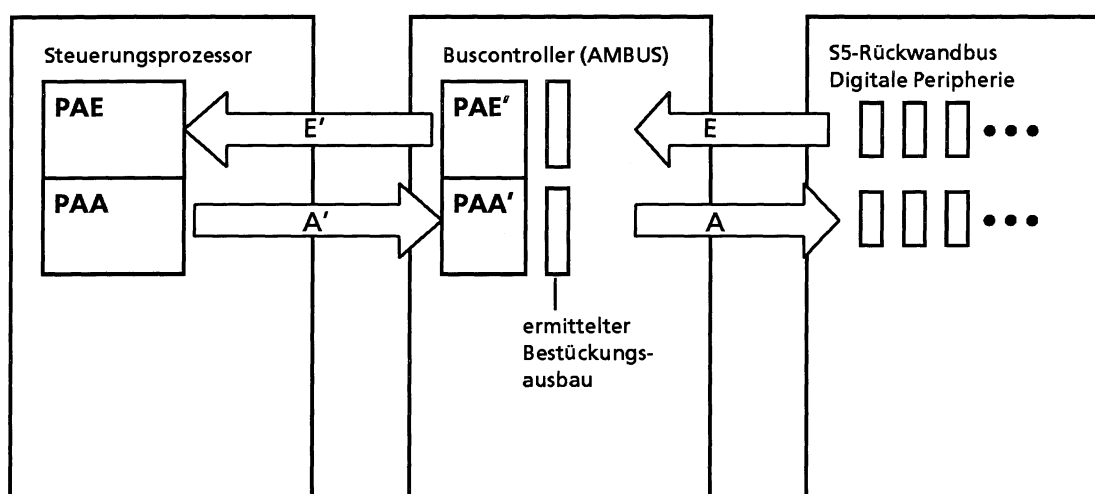 Steuerungsprozessor
PAE
PAA
E'
A'
Buscontroller (AMBUS)
PAE'
PAA'
ermittelter
Bestückungs-
ausbau
E
A
S5-Rückwandbus
Digitale Peripherie